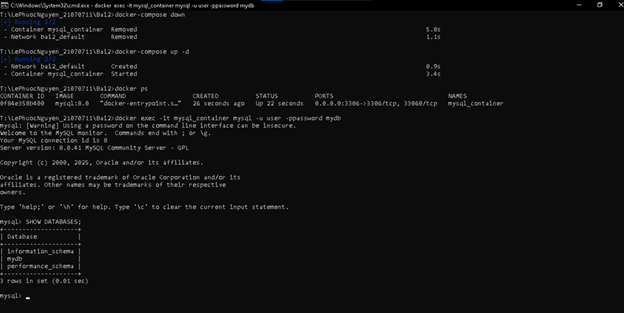 C:\Windows\System32\cmd.exe - docker exec -it mysql_container mysql -u user -ppassword mydb
T:\LePhuocNguyen_21070711\Bai2>docker-compose down
[+] Running 2/2
- Container mysql_container Removed 5.8s
- Network bai2_default Removed 1.1s
T:\LePhuocNguyen_21070711\Bai2>docker-compose up -d
[+] Running 2/2
- Network bai2_default Created 0.9s
- Container mysql_container Started 3.4s
T:\LePhuocNguyen_21070711\Bai2>docker ps
CONTAINER ID IMAGE COMMAND CREATED STATUS PORTS NAMES
0f84e358b400 mysql:8.0 "docker-entrypoint.s…" 26 seconds ago Up 22 seconds 0.0.0.0:3306->3306/tcp, 33060/tcp mysql_container
T:\LePhuocNguyen_21070711\Bai2>docker exec -it mysql_container mysql -u user -ppassword mydb
mysql: [Warning] Using a password on the command line interface can be insecure.
Welcome to the MySQL monitor. Commands end with ; or \g.
Your MySQL connection id is 8
Server version: 8.0.41 MySQL Community Server - GPL
Copyright (c) 2000, 2025, Oracle and/or its affiliates.
Oracle is a registered trademark of Oracle Corporation and/or its
affiliates. Other names may be trademarks of their respective
owners.
Type 'help;' or '\h' for help. Type '\c' to clear the current input statement.
mysql> SHOW DATABASES;
+--------------------+
| Database           |
+--------------------+
| information_schema |
| mydb               |
| performance_schema |
+--------------------+
3 rows in set (0.01 sec)
mysql>